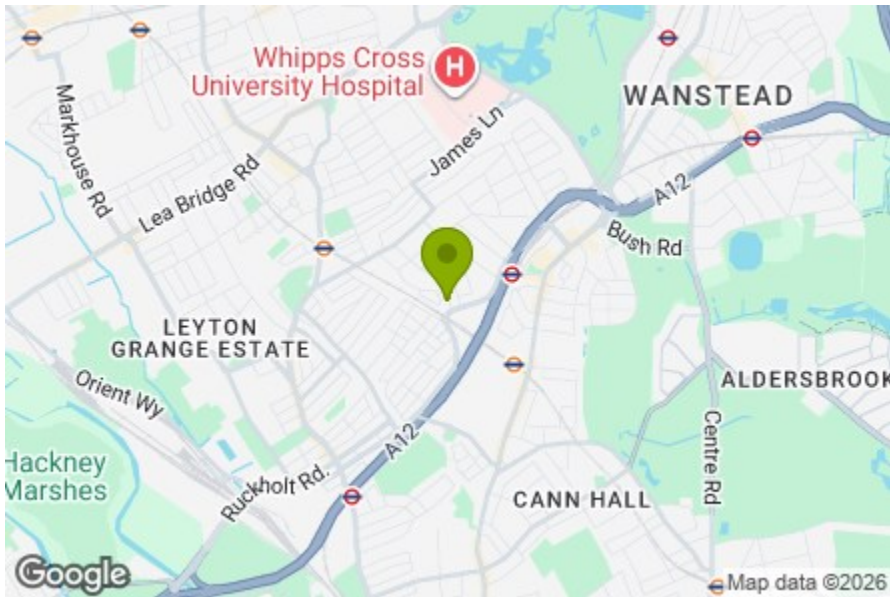 Whipps Cross
University Hospital
H
WANSTEAD
Markhouse Rd
James Ln
Lea Bridge Rd
A12
Bush Rd
LEYTON
GRANGE ESTATE
Orient Wy
ALDERSBROOK
A12
Centre Rd
Hackney
Marshes
Ruckholt Rd.
CANN HALL
Google
Map data ©2026